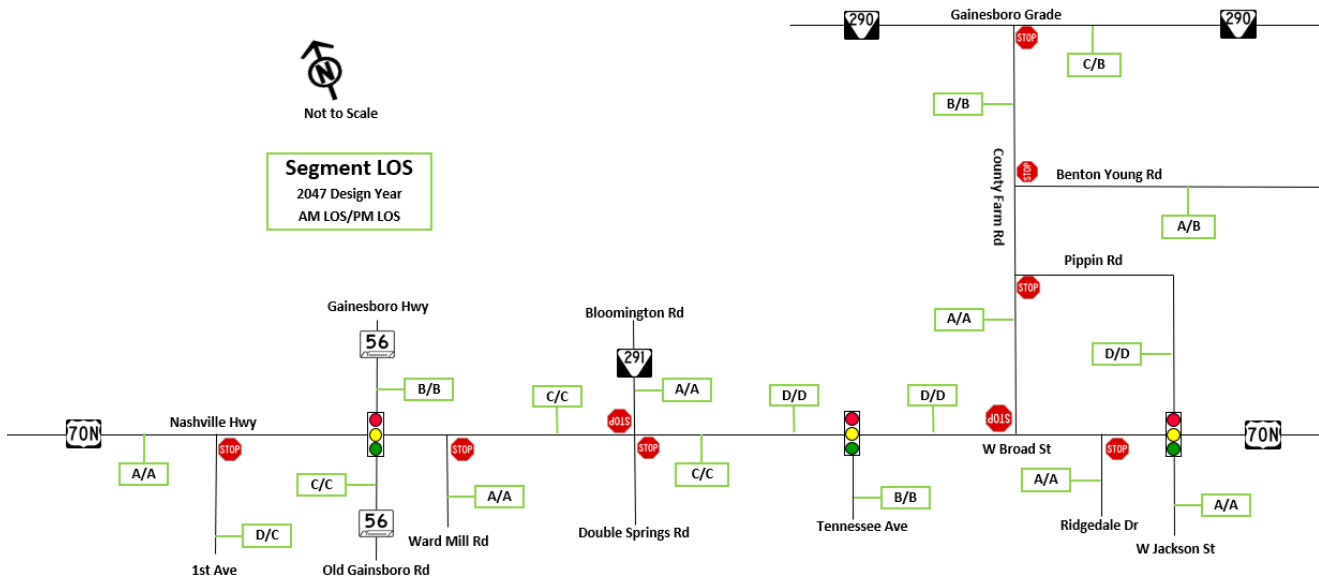 290
Gainesboro Grade
290
STOP
C/B
N
Not to Scale
B/B
Segment LOS
2047 Design Year
AM LOS/PM LOS
County Farm Rd
STOP
Benton Young Rd
A/B
Pippin Rd
STOP
Gainesboro Hwy
56
Bloomington Rd
291
A/A
D/D
B/B
C/C
A/A
D/D
D/D
70N
Nashville Hwy
STOP
STOP
STOP
STOP
STOP
W Broad St
STOP
70N
A/A
C/C
A/A
C/C
B/B
A/A
A/A
56
D/C
1st Ave
Old Gainsboro Rd
Ward Mill Rd
Double Springs Rd
Tennessee Ave
Ridgedale Dr
W Jackson St